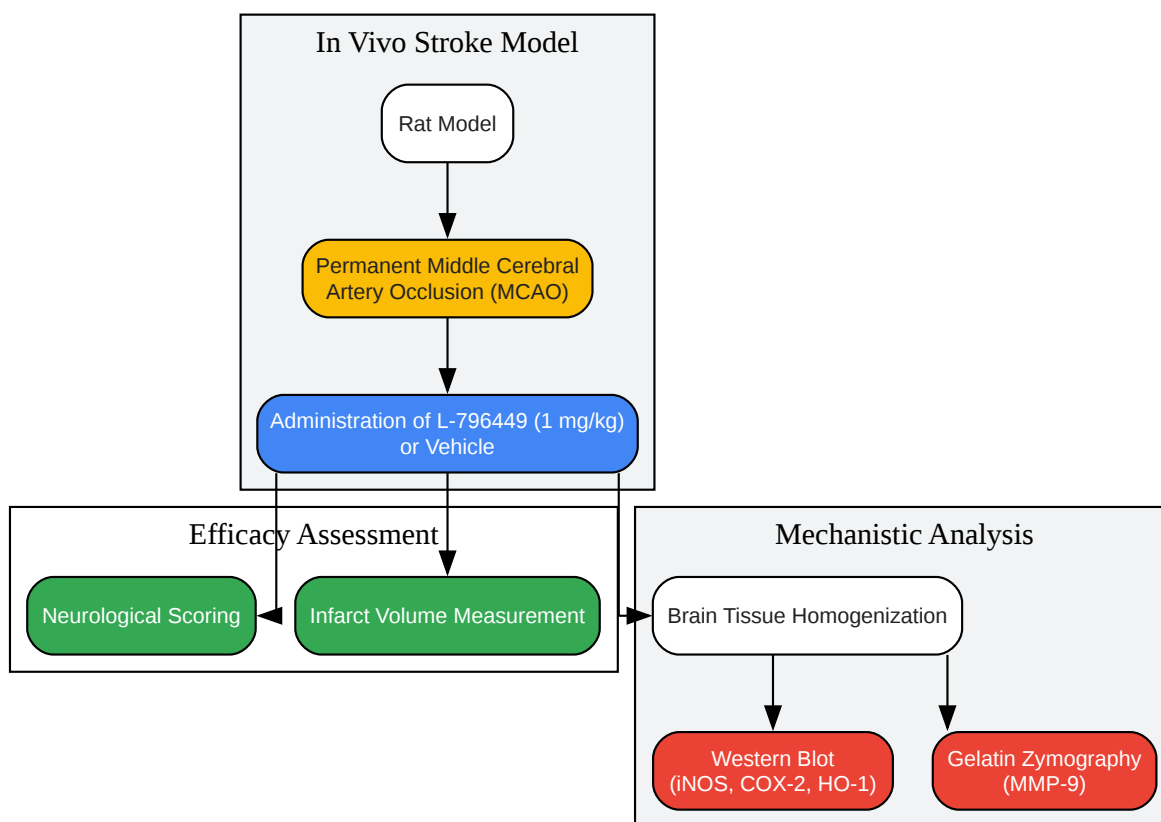 In Vivo Stroke Model
Rat Model
Permanent Middle Cerebral
Artery Occlusion (MCAO)
Administration of L-796449 (1 mg/kg)
or Vehicle
Efficacy Assessment
Neurological Scoring
Infarct Volume Measurement
Mechanistic Analysis
Brain Tissue Homogenization
Western Blot
(iNOS, COX-2, HO-1)
Gelatin Zymography
(MMP-9)